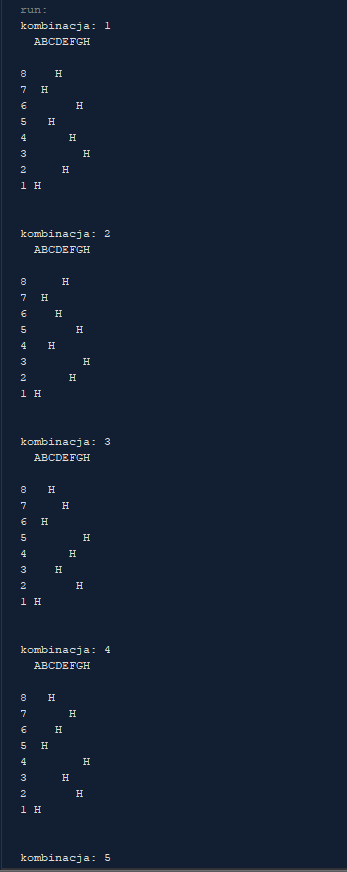 run:
kombinacja: 1
  ABCDEFGH
8    H
7  H
6       H
5   H
4      H
3        H
2     H
1 H
kombinacja: 2
  ABCDEFGH
8     H
7  H
6    H
5       H
4   H
3        H
2      H
1 H
kombinacja: 3
  ABCDEFGH
8   H
7     H
6  H
5        H
4      H
3    H
2       H
1 H
kombinacja: 4
  ABCDEFGH
8   H
7      H
6    H
5  H
4        H
3     H
2       H
1 H
kombinacja: 5